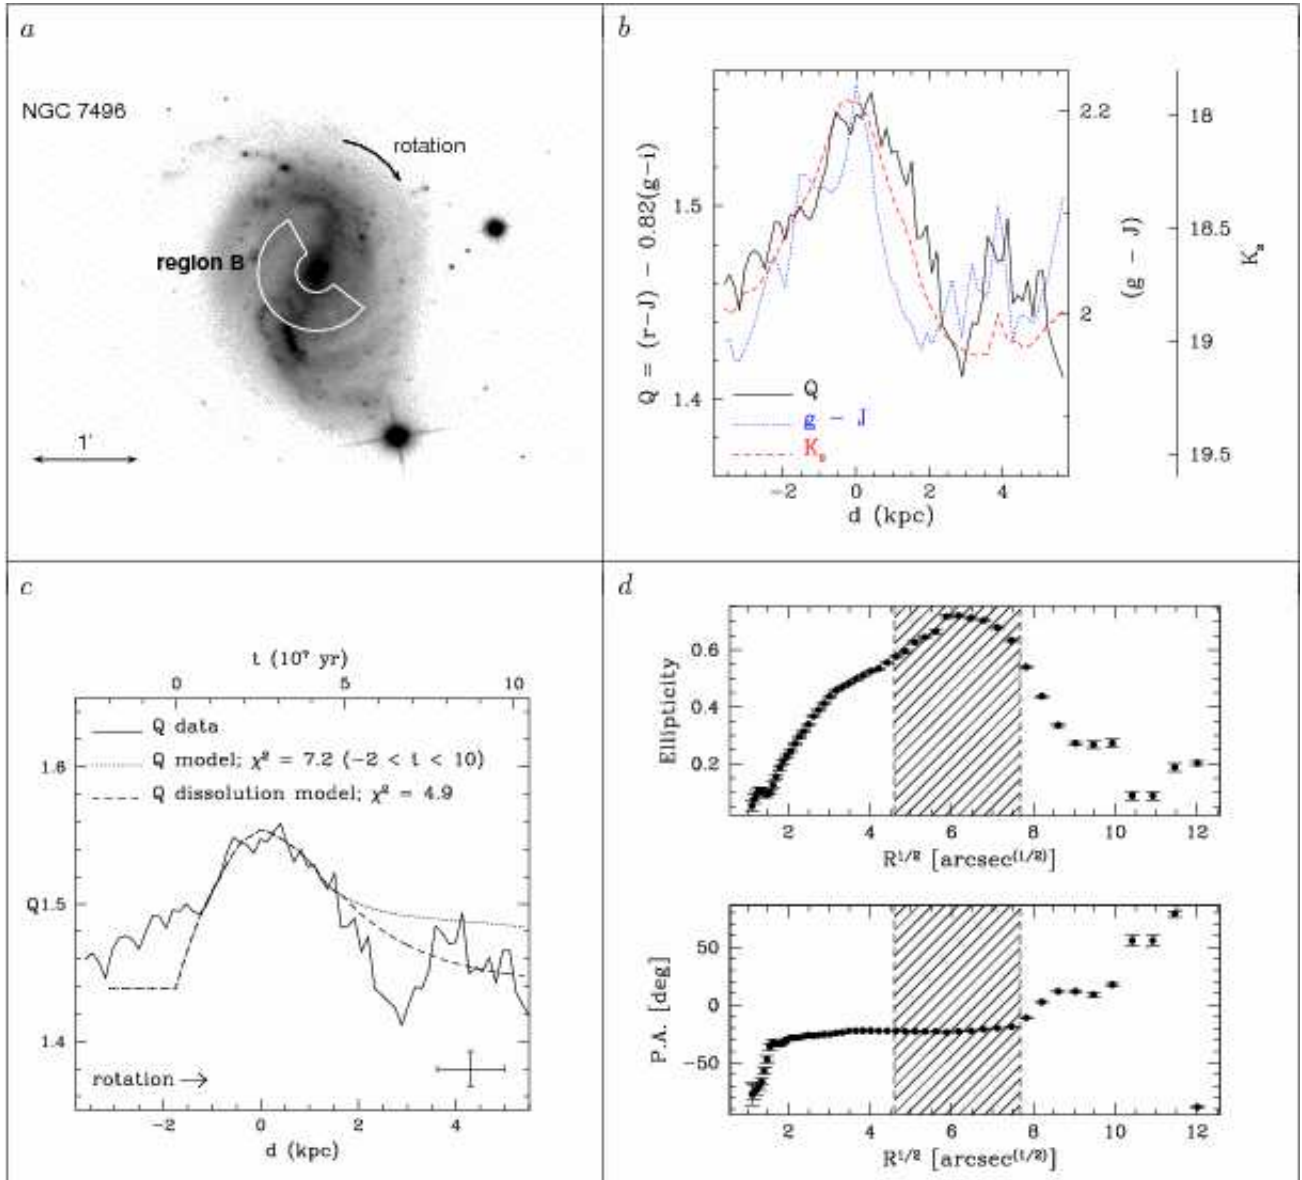 a
NGC 7496
rotation
region B
1'
b
Q = (r−J) − 0.82(g−i)
1.5
1.4
Q
g − J
Ks
−2 0 2 4
d (kpc)
2.2
2
(g − J)
18
18.5
19
19.5
Ks
c
t (10⁷ yr)
0 5 10
Q data
Q model; χ² = 7.2 (−2 < t < 10)
Q dissolution model; χ² = 4.9
1.6
Q1.5
1.4
rotation →
−2 0 2 4
d (kpc)
d
Ellipticity
0.6
0.4
0.2
2 4 6 8 10 12
R^1/2 [arcsec^(1/2)]
P.A. [deg]
50
0
−50
2 4 6 8 10 12
R^1/2 [arcsec^(1/2)]